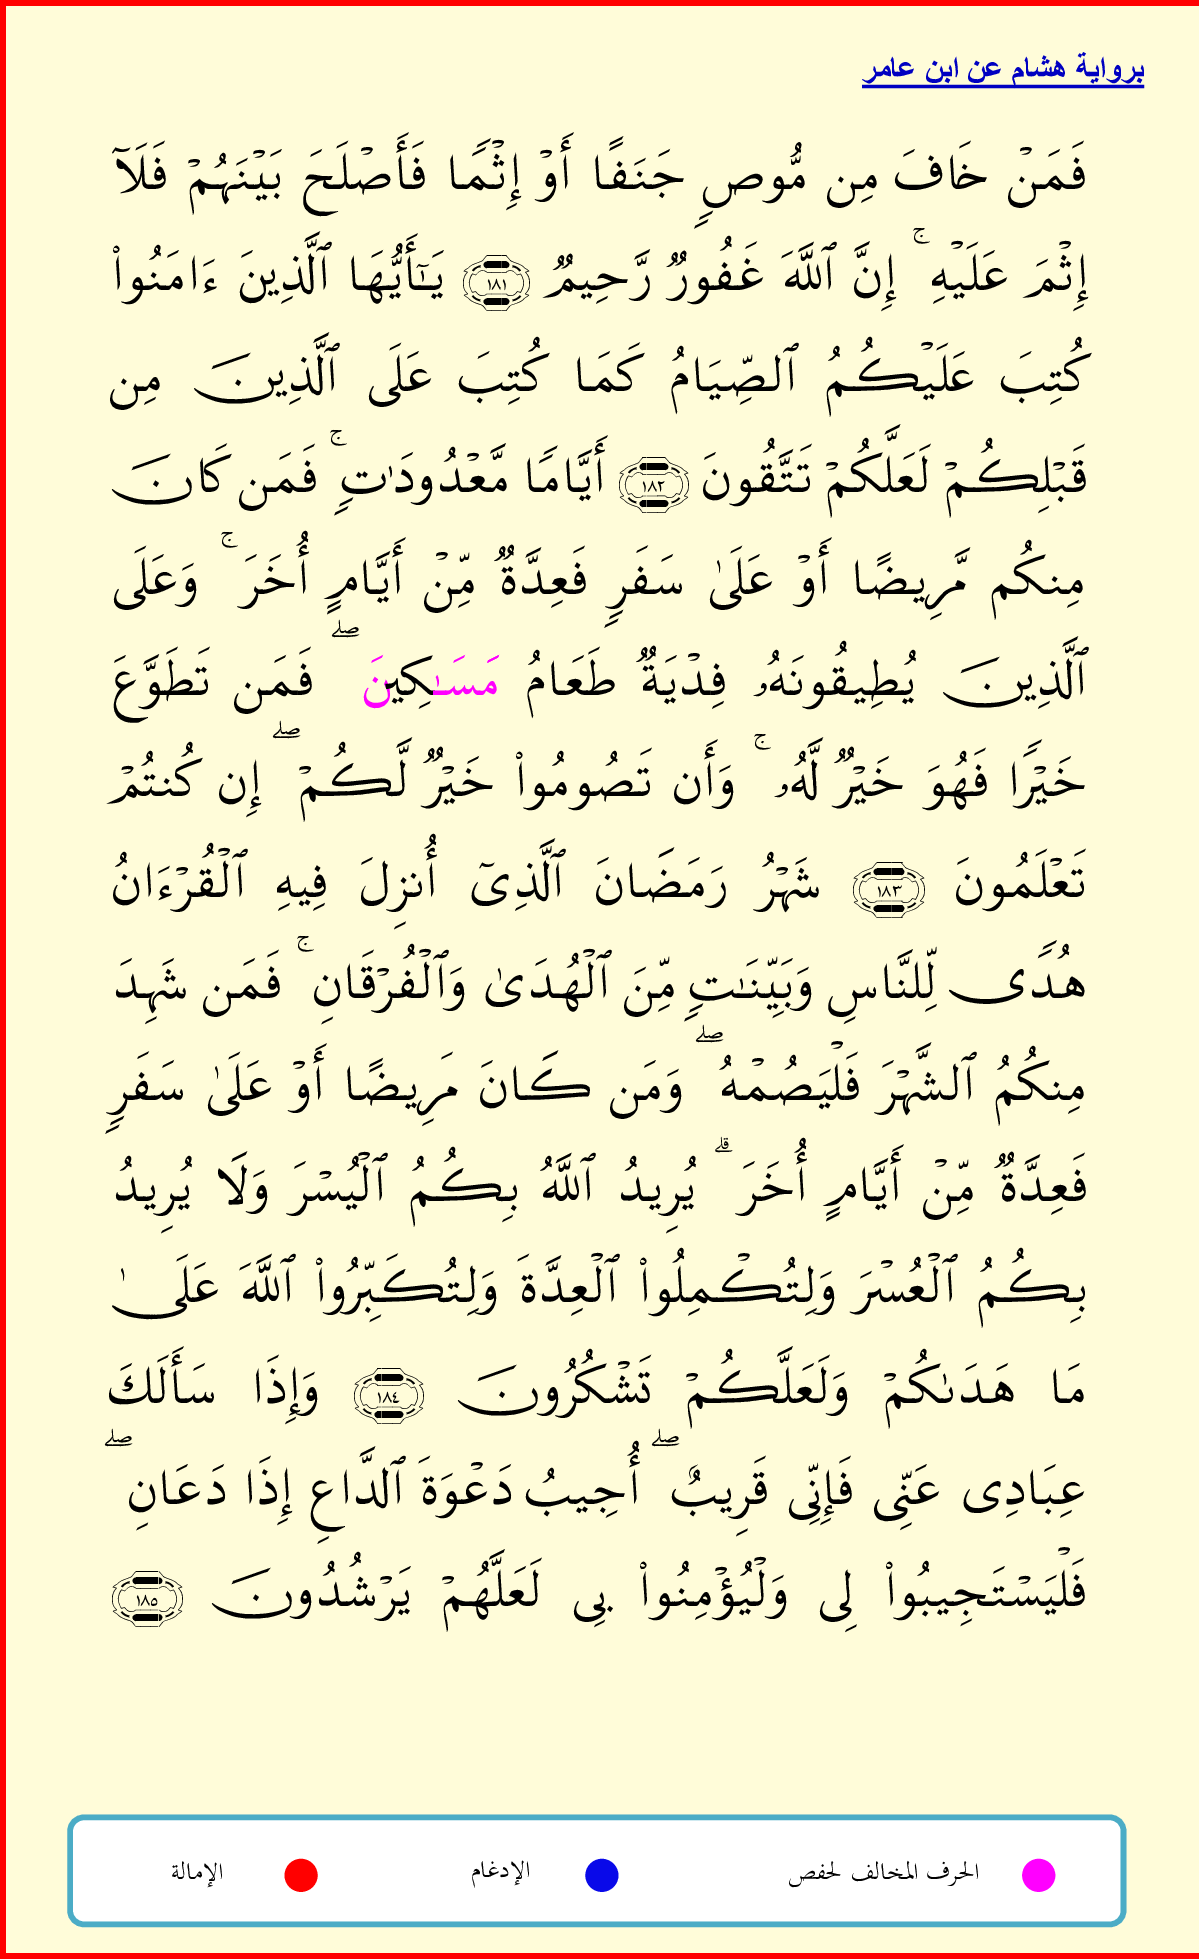 برواية هشام عن ابن عامر
فَمَنْ خَافَ مِن مُّوصٍ جَنَفًا أَوْ إِثْمًا فَأَصْلَحَ بَيْنَهُمْ فَلَآ
إِثْمَ عَلَيْهِ ۚ إِنَّ ٱللَّهَ غَفُورٌ رَّحِيمٌ ١٨١ يَـٰٓأَيُّهَا ٱلَّذِينَ ءَامَنُوا۟
كُتِبَ عَلَيْكُمُ ٱلصِّيَامُ كَمَا كُتِبَ عَلَى ٱلَّذِينَ مِن
قَبْلِكُمْ لَعَلَّكُمْ تَتَّقُونَ ١٨٢ أَيَّامًا مَّعْدُودَٰتٍ ۚ فَمَن كَانَ
مِنكُم مَّرِيضًا أَوْ عَلَىٰ سَفَرٍ فَعِدَّةٌ مِّنْ أَيَّامٍ أُخَرَ ۚ وَعَلَى
ٱلَّذِينَ يُطِيقُونَهُۥ فِدْيَةٌ طَعَامُ مَسَـٰكِينَ ۖ فَمَن تَطَوَّعَ
خَيْرًا فَهُوَ خَيْرٌ لَّهُۥ ۚ وَأَن تَصُومُوا۟ خَيْرٌ لَّكُمْ ۖ إِن كُنتُمْ
تَعْلَمُونَ ١٨٣ شَهْرُ رَمَضَانَ ٱلَّذِىٓ أُنزِلَ فِيهِ ٱلْقُرْءَانُ
هُدًى لِّلنَّاسِ وَبَيِّنَـٰتٍ مِّنَ ٱلْهُدَىٰ وَٱلْفُرْقَانِ ۚ فَمَن شَهِدَ
مِنكُمُ ٱلشَّهْرَ فَلْيَصُمْهُ ۖ وَمَن كَانَ مَرِيضًا أَوْ عَلَىٰ سَفَرٍ
فَعِدَّةٌ مِّنْ أَيَّامٍ أُخَرَ ۗ يُرِيدُ ٱللَّهُ بِكُمُ ٱلْيُسْرَ وَلَا يُرِيدُ
بِكُمُ ٱلْعُسْرَ وَلِتُكْمِلُوا۟ ٱلْعِدَّةَ وَلِتُكَبِّرُوا۟ ٱللَّهَ عَلَىٰ
مَا هَدَىٰكُمْ وَلَعَلَّكُمْ تَشْكُرُونَ ١٨٤ وَإِذَا سَأَلَكَ
عِبَادِى عَنِّى فَإِنِّى قَرِيبٌ ۖ أُجِيبُ دَعْوَةَ ٱلدَّاعِ إِذَا دَعَانِ ۖ
فَلْيَسْتَجِيبُوا۟ لِى وَلْيُؤْمِنُوا۟ بِى لَعَلَّهُمْ يَرْشُدُونَ ١٨٥
الحرف المخالف لحفص الإدغام الإمالة